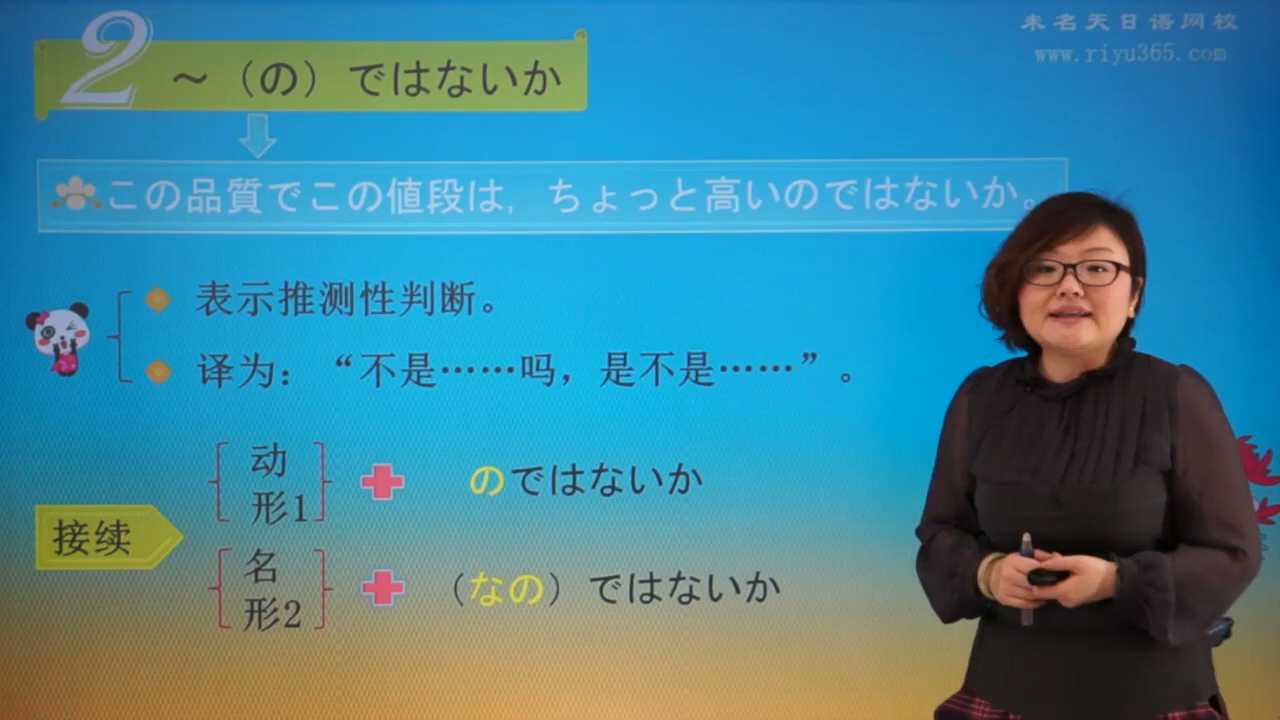 未名天日语网校
www.riyu365.com
2 ～（の）ではないか
この品質でこの値段は，ちょっと高いのではないか。
表示推测性判断。
译为：“不是……吗，是不是……”。
动
形1
のではないか
接续
名
形2
（なの）ではないか